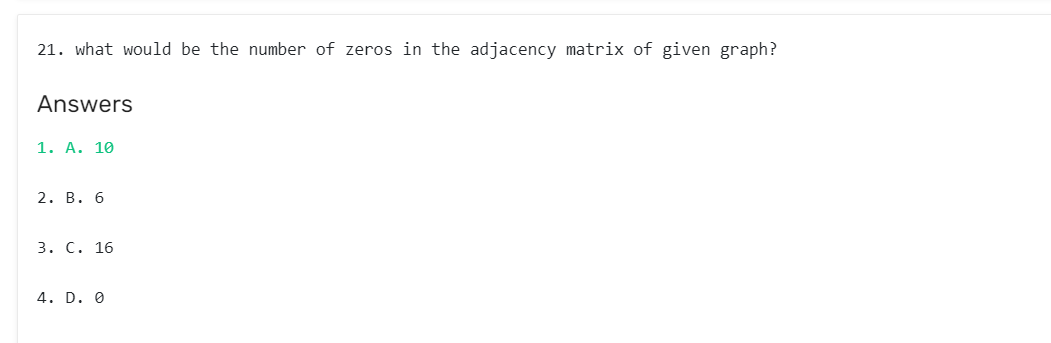 21. what would be the number of zeros in the adjacency matrix of given graph?
Answers
1. A. 10
2. B. 6
3. C. 16
4. D. 0